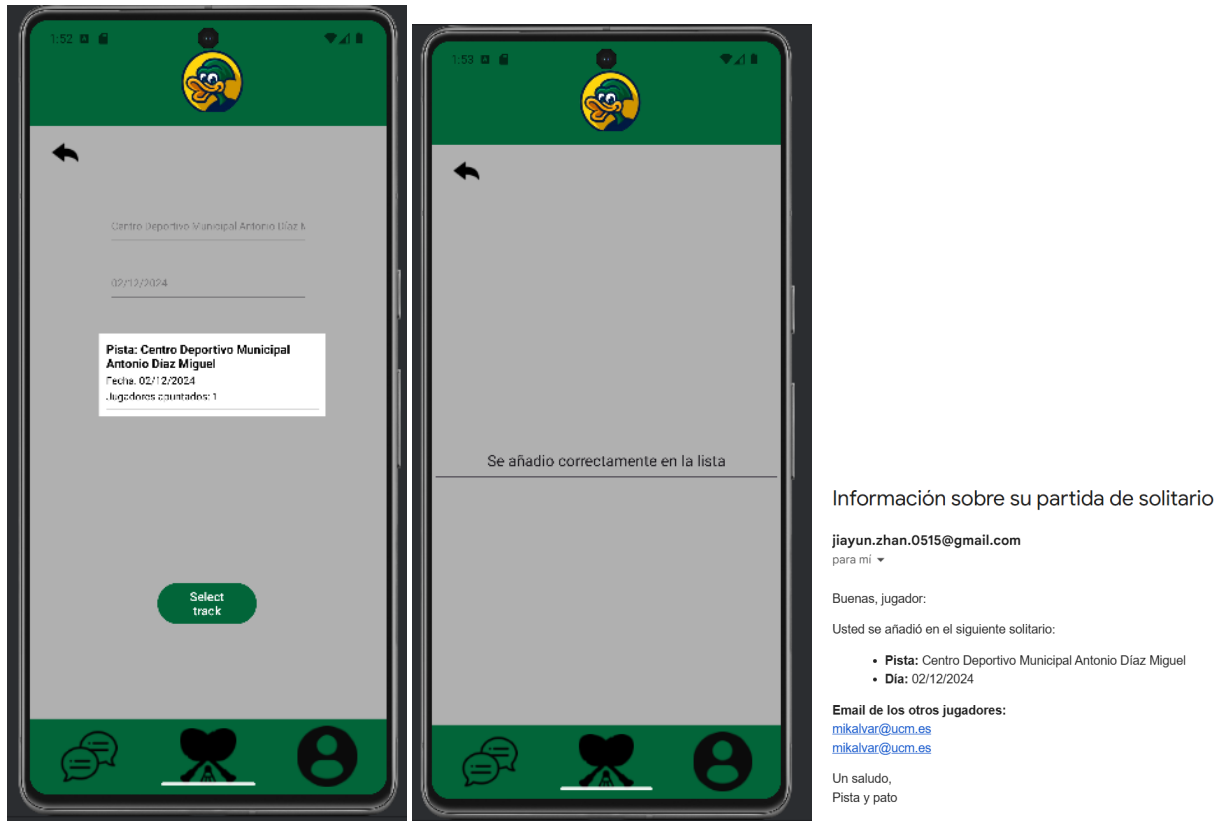 1:52
Centro Deportivo Municipal Antonio Díaz M
02/12/2024
Pista: Centro Deportivo Municipal
Antonio Díaz Miguel
Fecha: 02/12/2024
Jugadores apuntados: 1
Select
track
1:53
Se añadio correctamente en la lista
Información sobre su partida de solitario
jiayun.zhan.0515@gmail.com
para mí
Buenas, jugador:
Usted se añadió en el siguiente solitario:
• Pista: Centro Deportivo Municipal Antonio Díaz Miguel
• Día: 02/12/2024
Email de los otros jugadores:
mikalvar@ucm.es
mikalvar@ucm.es
Un saludo,
Pista y pato